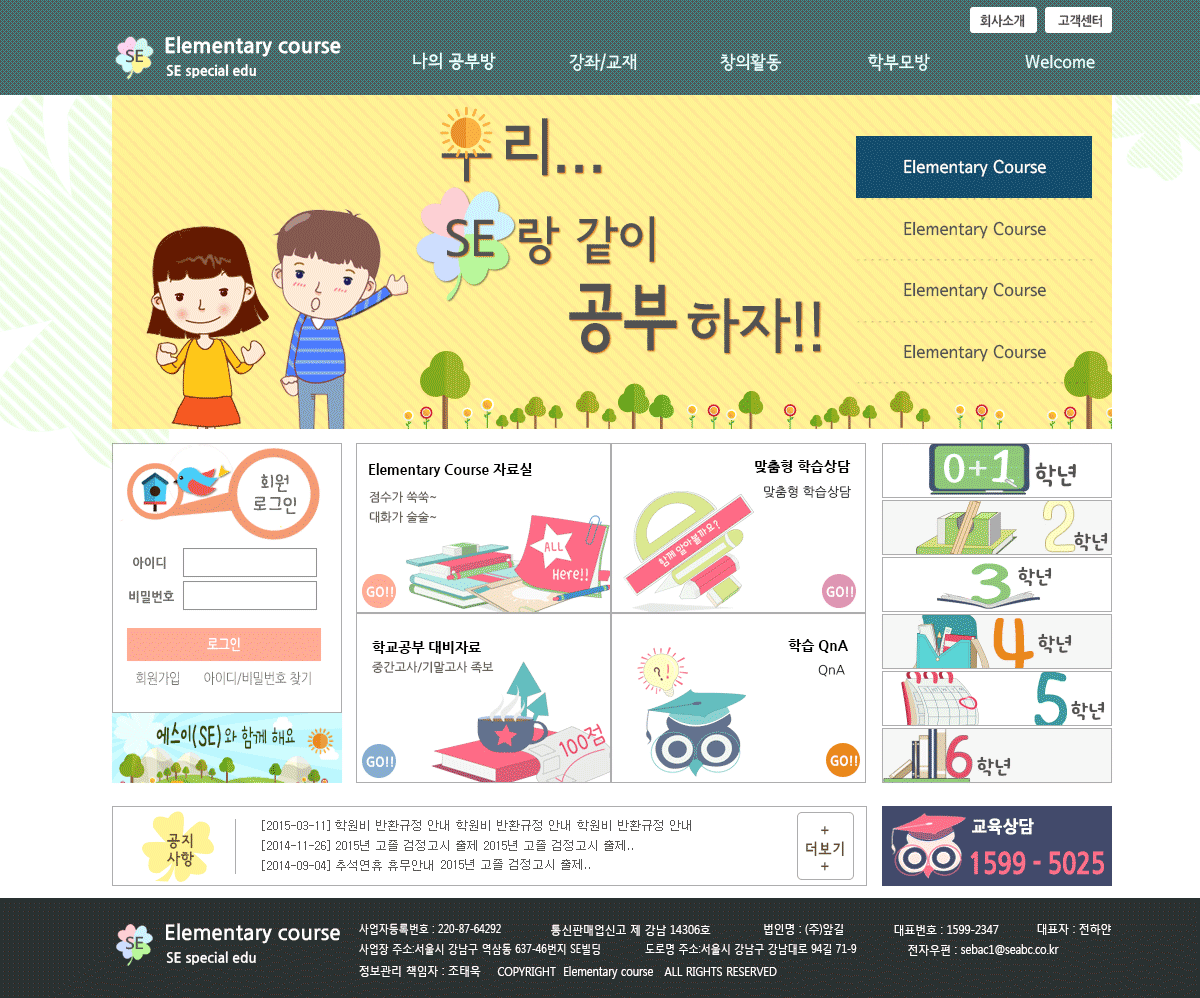 회사소개 고객센터
SE Elementary course
SE special edu
나의 공부방 강좌/교재 창의활동 학부모방 Welcome
우리...
SE랑 같이
공부하자!!
Elementary Course
Elementary Course
Elementary Course
Elementary Course
회원
로그인
아이디
비밀번호
로그인
회원가입 아이디/비밀번호 찾기
에스이(SE)와 함께 해요
Elementary Course 자료실
점수가 쑥쑥~
대화가 술술~
ALL
Here!!
GO!!
맞춤형 학습상담
맞춤형 학습상담
함께 알아볼까요?
GO!!
학교공부 대비자료
중간고사/기말고사 족보
100점
GO!!
학습 QnA
QnA
?!
GO!!
0+1 학년
2학년
3 학년
4 학년
5 학년
6 학년
공지
사항
[2015-03-11] 학원비 반환규정 안내 학원비 반환규정 안내 학원비 반환규정 안내
[2014-11-26] 2015년 고졸 검정고시 출제 2015년 고졸 검정고시 출제..
[2014-09-04] 추석연휴 휴무안내 2015년 고졸 검정고시 출제..
+
더보기
+
교육상담
1599 - 5025
SE Elementary course
SE special edu
사업자등록번호 : 220-87-64292 통신판매업신고 제 강남 14306호 법인명 : (주)앞길 대표번호 : 1599-2347 대표자 : 전하얀
사업장 주소:서울시 강남구 역삼동 637-46번지 SE빌딩 도로명 주소:서울시 강남구 강남대로 94길 71-9 전자우편 : sebac1@seabc.co.kr
정보관리 책임자 : 조태욱 COPYRIGHT Elementary course ALL RIGHTS RESERVED